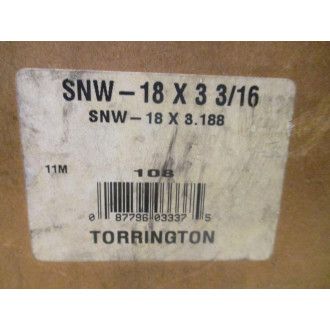 SNW - 18 X 3 3/16
SNW - 18 X 3.188
11M
108
0 87796 03337 5
TORRINGTON